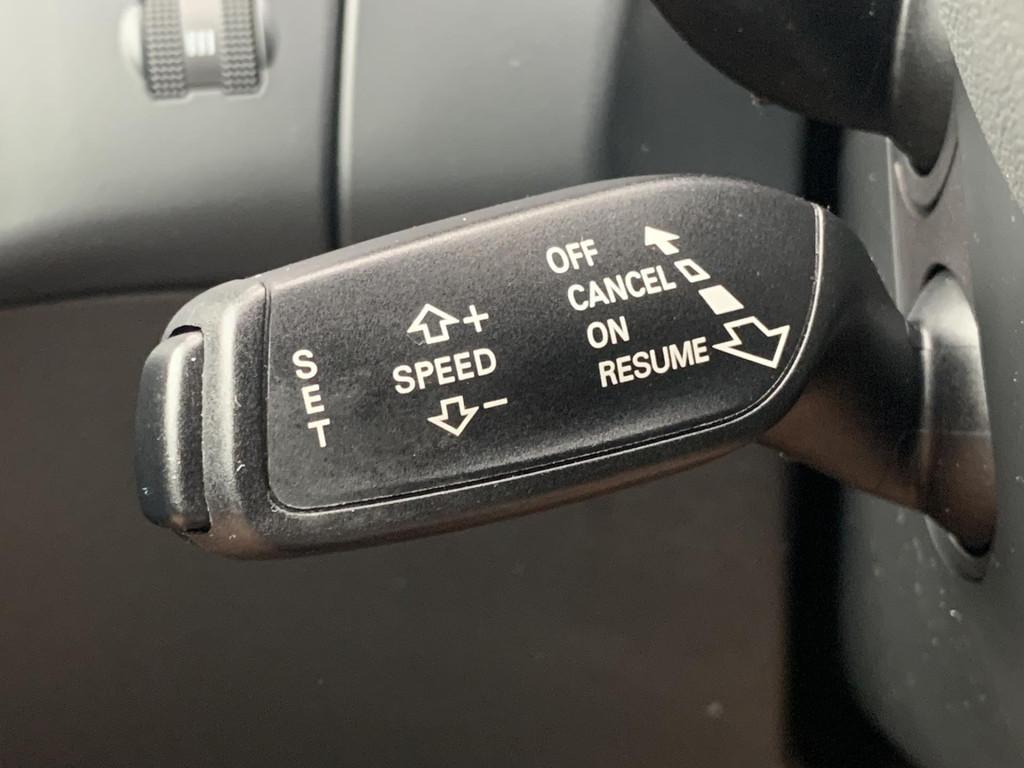 SET
+
SPEED
−
OFF
CANCEL
ON
RESUME